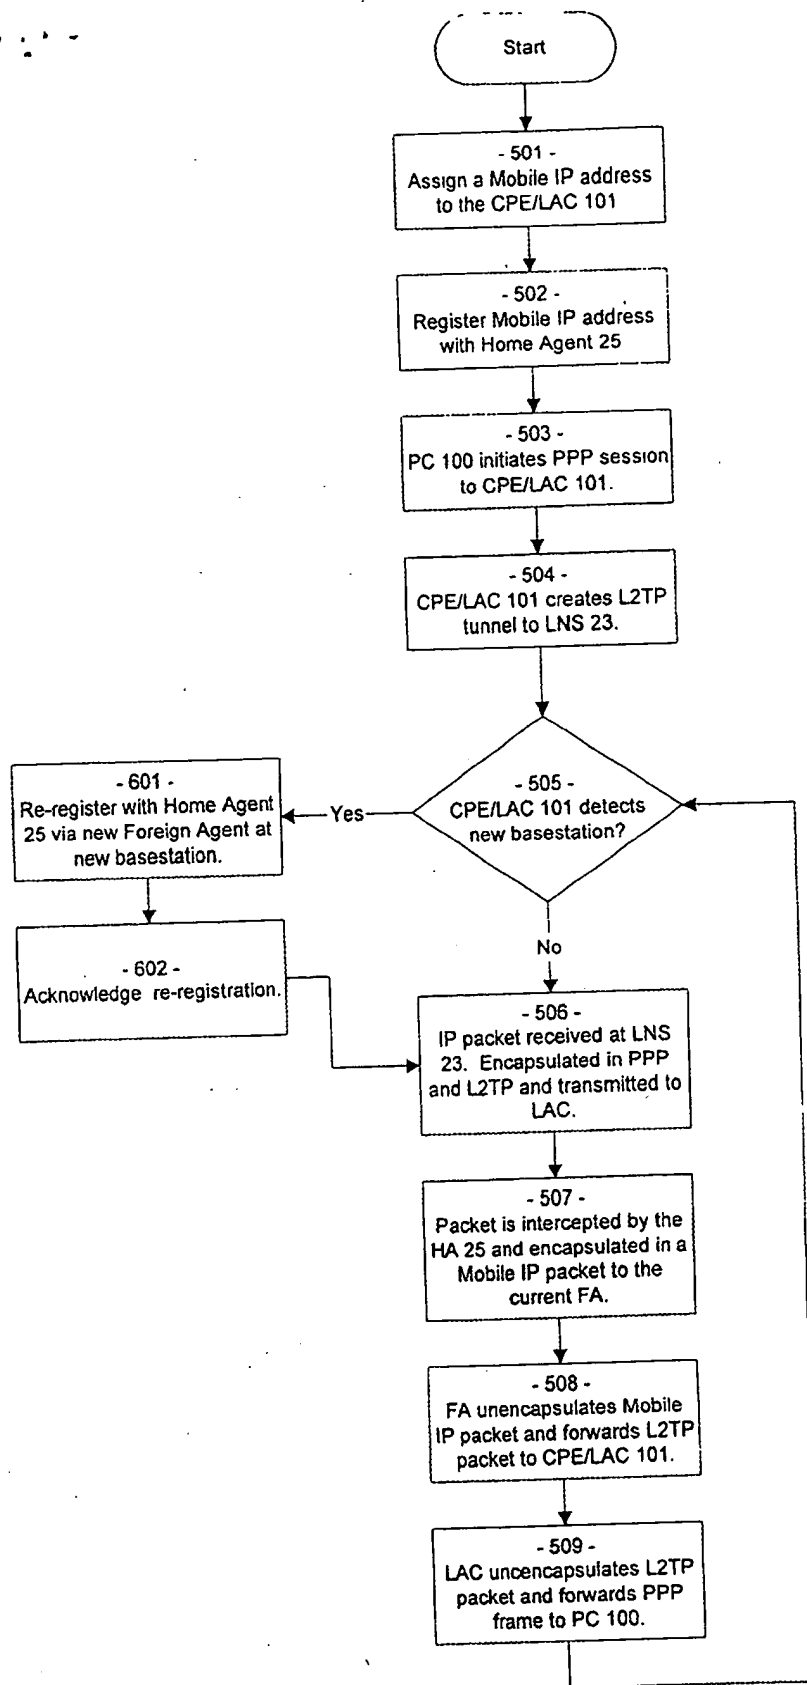 Start
- 501 -
Assign a Mobile IP address
to the CPE/LAC 101
- 502 -
Register Mobile IP address
with Home Agent 25
- 503 -
PC 100 initiates PPP session
to CPE/LAC 101.
- 504 -
CPE/LAC 101 creates L2TP
tunnel to LNS 23.
- 505 -
CPE/LAC 101 detects
new basestation?
Yes
- 601 -
Re-register with Home Agent
25 via new Foreign Agent at
new basestation.
- 602 -
Acknowledge re-registration.
No
- 506 -
IP packet received at LNS
23. Encapsulated in PPP
and L2TP and transmitted to
LAC.
- 507 -
Packet is intercepted by the
HA 25 and encapsulated in a
Mobile IP packet to the
current FA.
- 508 -
FA unencapsulates Mobile
IP packet and forwards L2TP
packet to CPE/LAC 101.
- 509 -
LAC uncencapsulates L2TP
packet and forwards PPP
frame to PC 100.